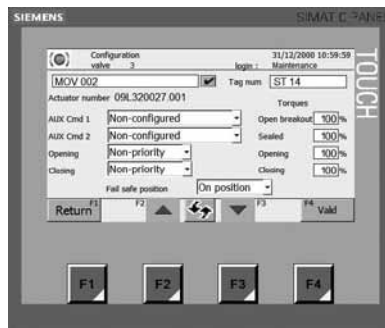 SIEMENS SIMATIC PANEL
TOUCH
Configuration 31/12/2000 10:59:59
valve 3 login : Maintenance
MOV 002 Tag num ST 14
Actuator number 09L320027.001 Torques
AUX Cmd 1 Non-configured Open breakout 100 %
AUX Cmd 2 Non-configured Sealed 100 %
Opening Non-priority Opening 100 %
Closing Non-priority Closing 100 %
Fail safe position On position
Return F1 F2 F3 F4 Valid
F1 F2 F3 F4